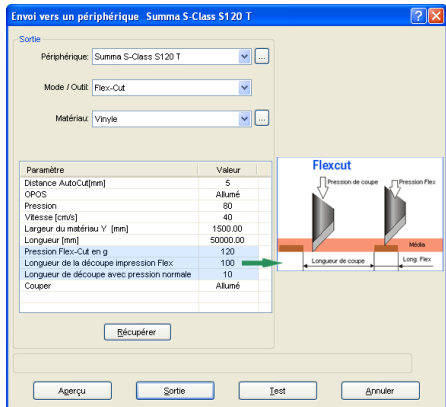 Envoi vers un périphérique Summa S-Class S120 T
Sortie
Périphérique: Summa S-Class S120 T ...
Mode / Outil: Flex-Cut
Matériau: Vinyle ...
Paramètre Valeur
Distance AutoCut[mm] 5
OPOS Allumé
Pression 80
Vitesse [cm/s] 40
Largeur du matériau Y [mm] 1500.00
Longueur [mm] 50000.00
Pression Flex-Cut en g 120
Longueur de la découpe impression Flex 100
Longueur de découpe avec pression normale 10
Couper Allumé
Flexcut
Pression de coupe Pression Flex
Média
Longueur de coupe Long. Flex
Récupérer
Aperçu Sortie Test Annuler